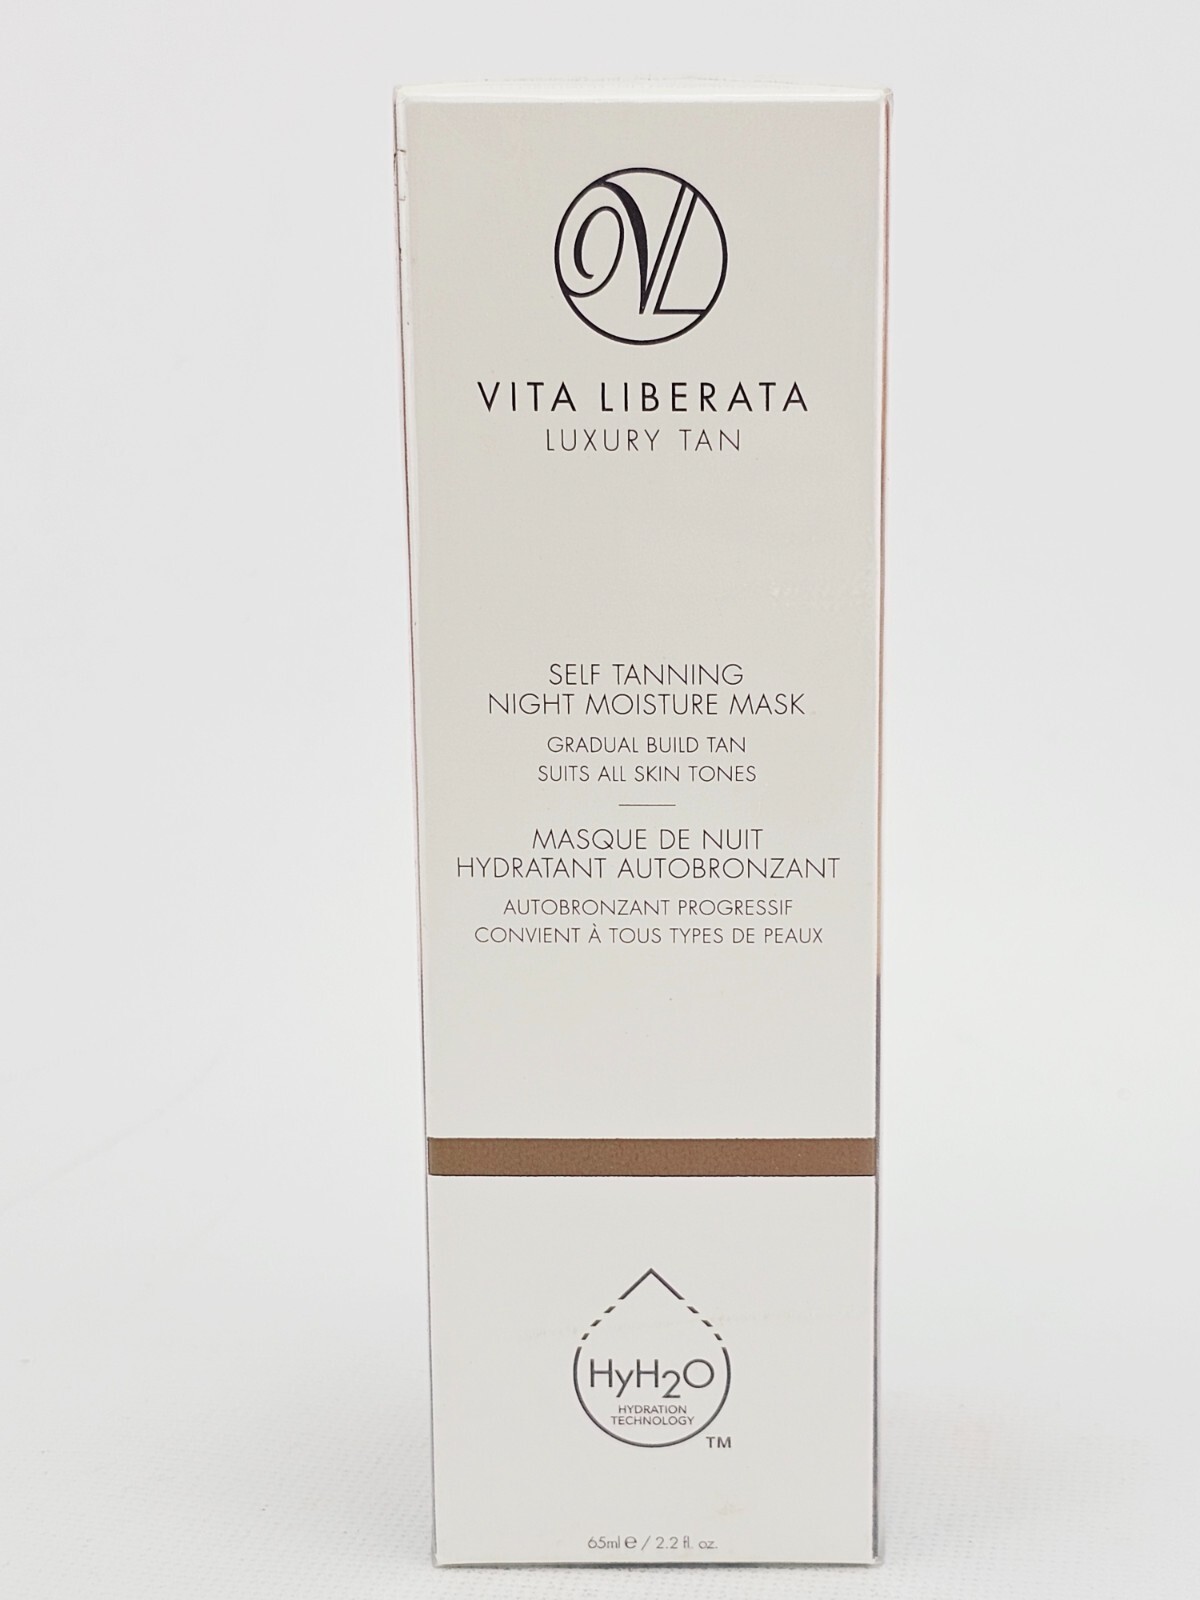 VL
VITA LIBERATA
LUXURY TAN
SELF TANNING
NIGHT MOISTURE MASK
GRADUAL BUILD TAN
SUITS ALL SKIN TONES
MASQUE DE NUIT
HYDRATANT AUTOBRONZANT
AUTOBRONZANT PROGRESSIF
CONVIENT À TOUS TYPES DE PEAUX
HyH2O
HYDRATION
TECHNOLOGY
TM
65ml ℮ / 2.2 fl. oz.